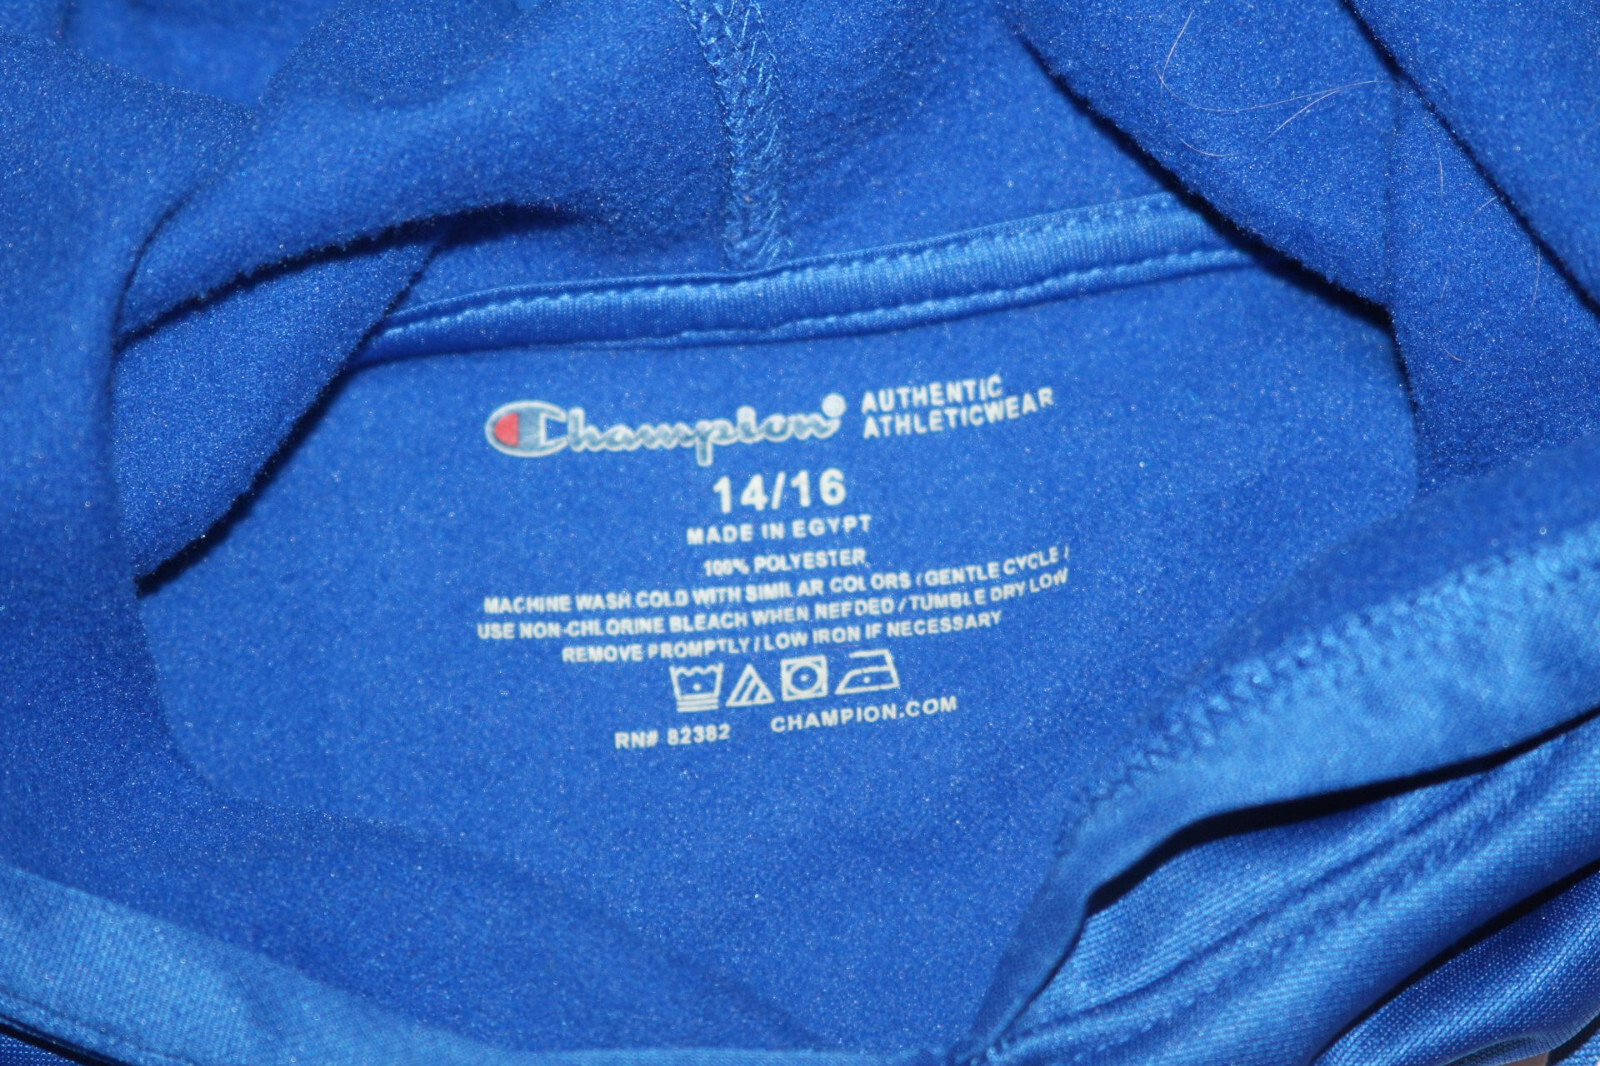 Champion AUTHENTIC
ATHLETICWEAR
14/16
MADE IN EGYPT
100% POLYESTER
MACHINE WASH COLD WITH SIMILAR COLORS / GENTLE CYCLE /
USE NON-CHLORINE BLEACH WHEN NEEDED / TUMBLE DRY LOW
REMOVE PROMPTLY / LOW IRON IF NECESSARY
RN# 82382 CHAMPION.COM